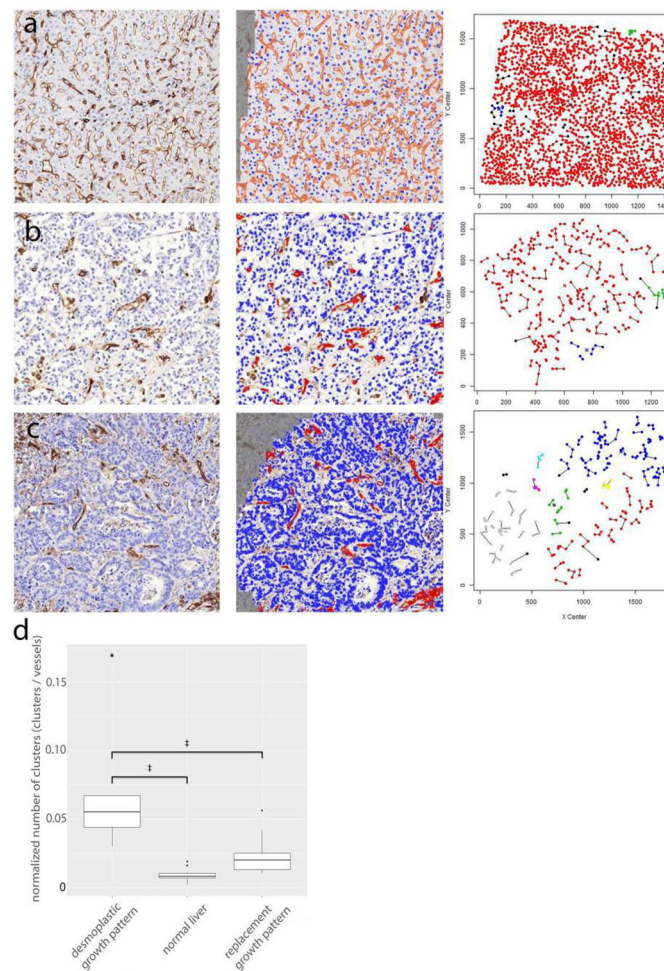 a
Y Center
1500
1000
500
0
0 200 400 600 800 1000 1200
b
Y Center
1000
800
600
400
200
0
0 200 400 600 800 1000 1200
c
Y Center
1500
1000
500
0
0 500 1000 1500
X Center
d
normalized number of clusters (clusters / vessels)
0.15
0.10
0.05
0
‡
‡
desmoplastic
growth pattern
normal liver
replacement
growth pattern